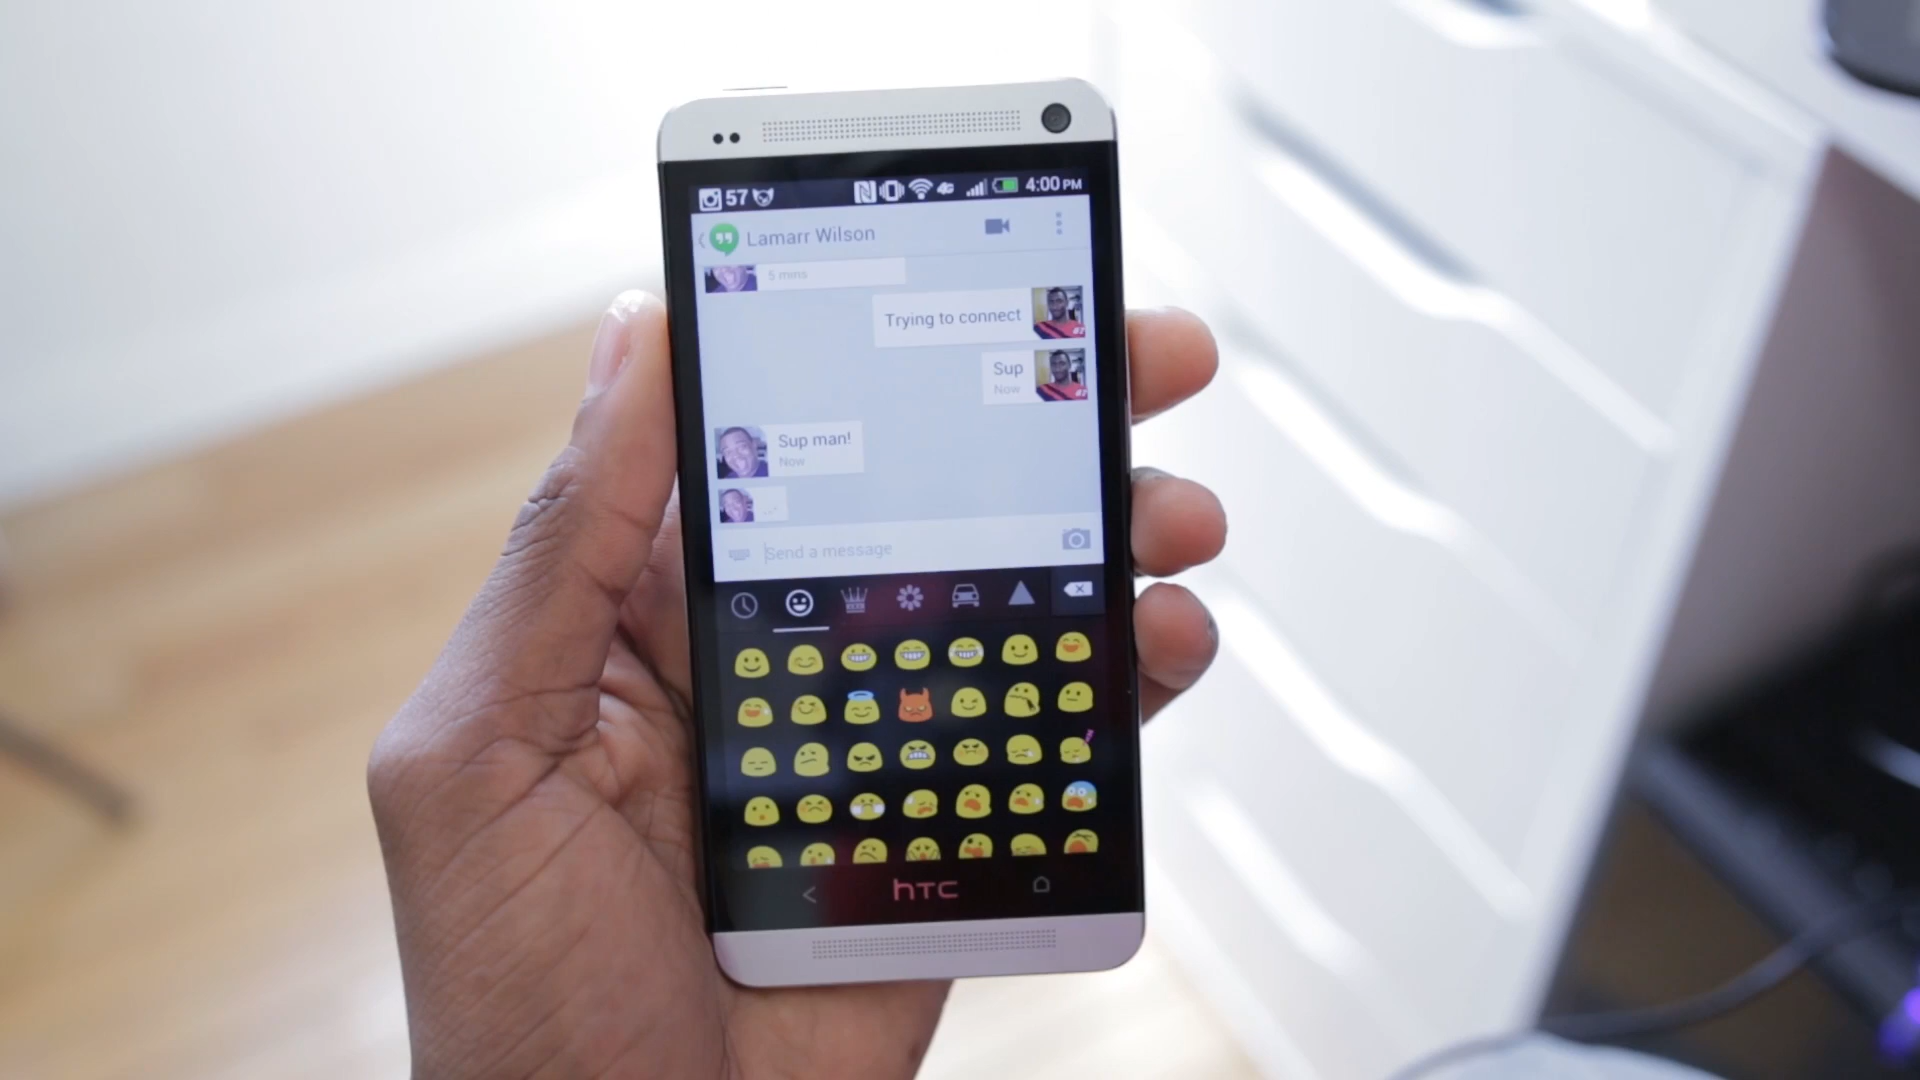 57 4G 4:00 PM
Lamarr Wilson
5 mins
Trying to connect
Sup
Now
Sup man!
Now
...
Send a message
hTC